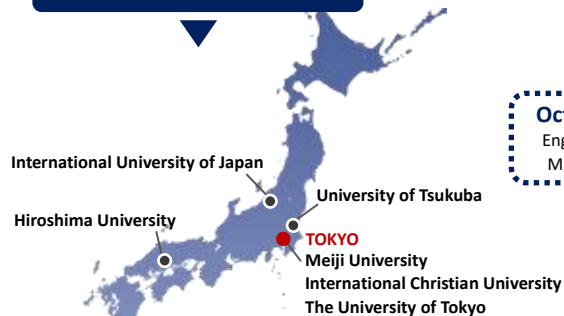 International University of Japan
University of Tsukuba
Hiroshima University
TOKYO
Meiji University
International Christian University
The University of Tokyo